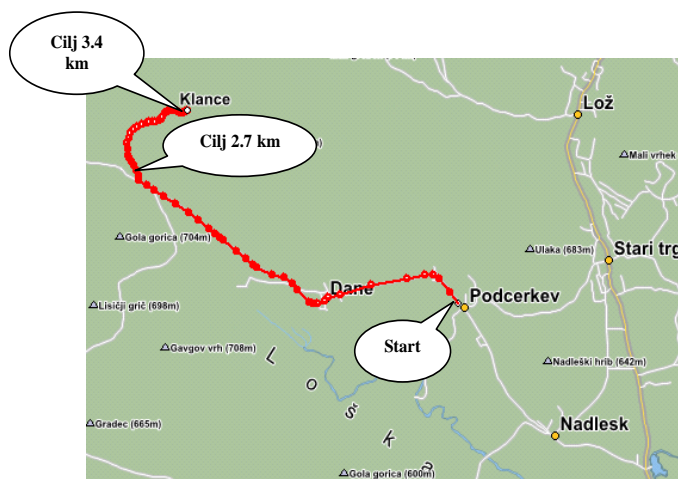 Cilj 3.4
km
Klance
Lož
Cilj 2.7 km
Mali vrhek
Gola gorica (704m)
Ulaka (683m)
Stari trg
Dane
Podcerkev
Lisičji grič (698m)
Start
Gavgov vrh (708m)
Nadleški hrib (642m)
Loška
Gradec (665m)
Nadlesk
Gola gorica (600m)